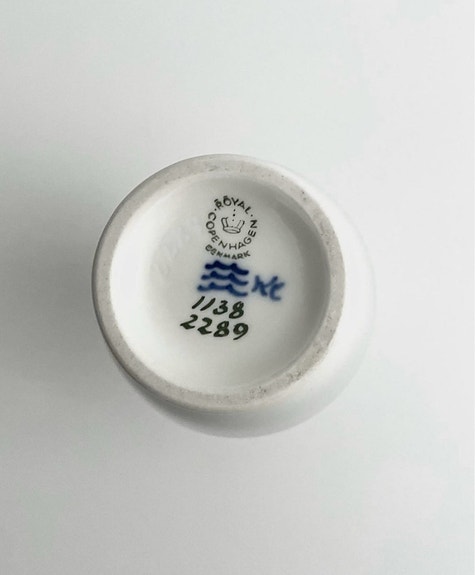 ROYAL
COPENHAGEN
DENMARK
1138
2289